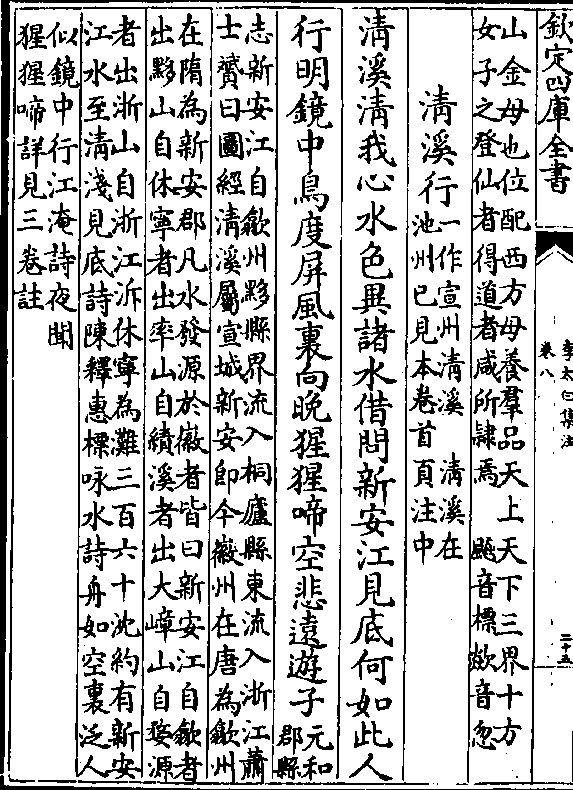 欽定四庫全書
李太白集注
卷八
二十五
山金母也位配西方母養羣品天上天下三界十方
女子之登仙者得道者咸所隸焉 飚音標歘音忽
清溪行一作宣州清溪 清溪在
池州已見本卷首頁注中
清溪清我心水色異諸水借問新安江見底何如此人
行明鏡中鳥度屏風裏向晚猩猩啼空悲遠遊子元和
郡縣
志新安江自歙州黟縣界流入桐廬縣東流入浙江蕭
士贇曰圖經清溪屬宣城新安即今徽州在唐為歙州
在隋為新安郡凡水發源於徽者皆曰新安江自歙者
出黟山自休寧者出率山自績溪者出大嶂山自婺源
者出浙山自浙江泝休寧為灘三百六十沈約有新安
江水至清淺見底詩陳釋惠標咏水詩舟如空裏泛人
似鏡中行江淹詩夜聞
猩猩啼詳見三卷註